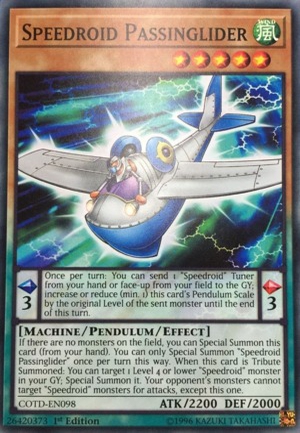 SPEEDROID PASSINGLIDER
WIND
風
Once per turn: You can send 1 "Speedroid" Tuner
from your hand or face-up from your field to the GY;
increase or reduce (min. 1) this card's Pendulum Scale
by the original Level of the sent monster until the end
of this turn.
3
3
[MACHINE/PENDULUM/EFFECT]
If there are no monsters on the field, you can Special Summon this
card (from your hand). You can only Special Summon "Speedroid
Passinglider" once per turn this way. When this card is Tribute
Summoned: You can target 1 Level 4 or lower "Speedroid" monster
in your GY; Special Summon it. Your opponent's monsters cannot
target "Speedroid" monsters for attacks, except this one.
COTD-EN098
ATK/2200 DEF/2000
26420373 1st Edition
©1996 KAZUKI TAKAHASHI